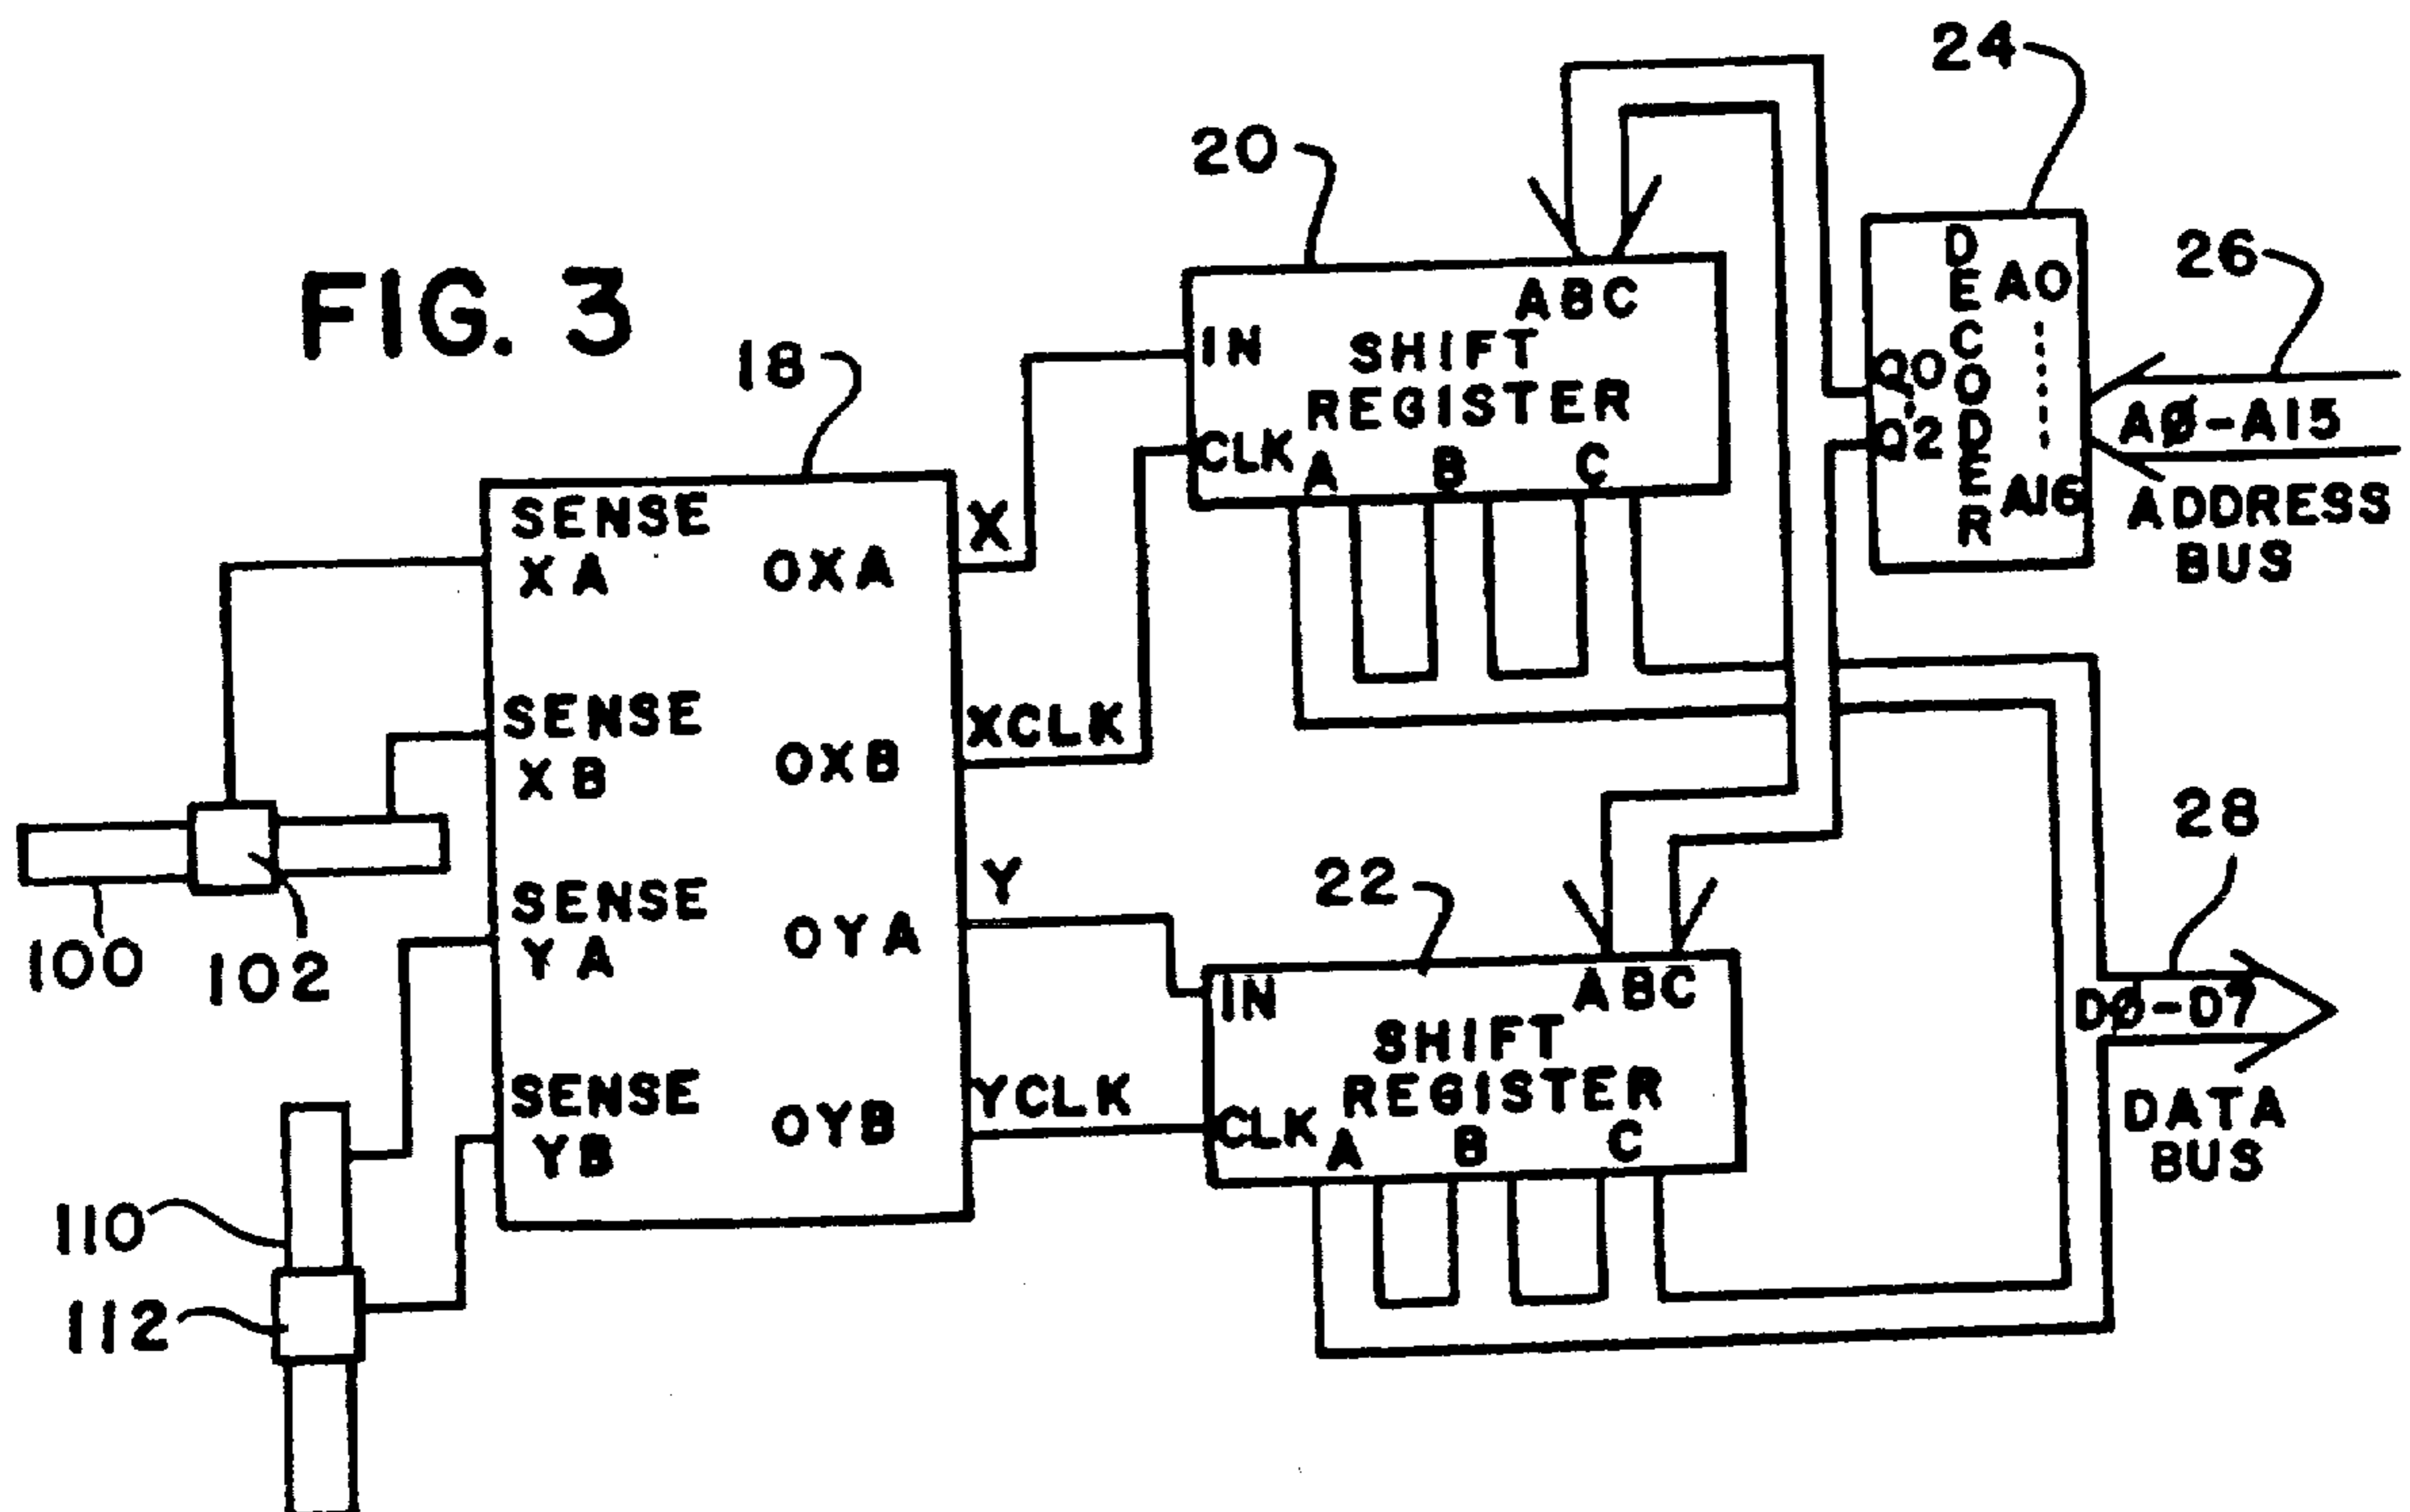 FIG. 3
24
20
26
18
ABC
IN
SHIFT
REGISTER
CLK
A B C
DECODER
A0
Q0
Q2
A16
A0-A15
ADDRESS
BUS
SENSE
XA
OXA
X
SENSE
XB
OXB
XCLK
SENSE
YA
OYA
Y
SENSE
YB
OYB
YCLK
100
102
110
112
22
ABC
IN
SHIFT
REGISTER
CLK
A B C
28
DØ-D7
DATA
BUS